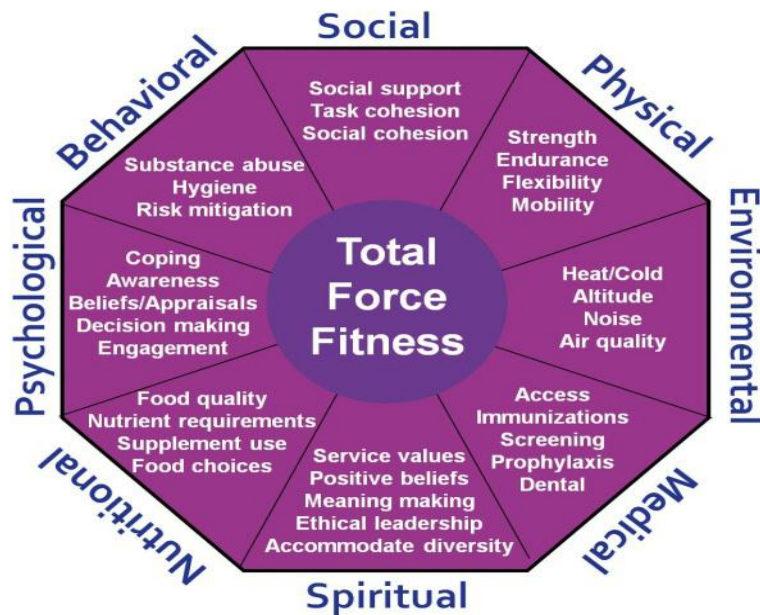 Social
Social support
Task cohesion
Social cohesion
Physical
Strength
Endurance
Flexibility
Mobility
Environmental
Heat/Cold
Altitude
Noise
Air quality
Medical
Access
Immunizations
Screening
Prophylaxis
Dental
Spiritual
Service values
Positive beliefs
Meaning making
Ethical leadership
Accommodate diversity
Nutritional
Food quality
Nutrient requirements
Supplement use
Food choices
Psychological
Coping
Awareness
Beliefs/Appraisals
Decision making
Engagement
Behavioral
Substance abuse
Hygiene
Risk mitigation
Total
Force
Fitness